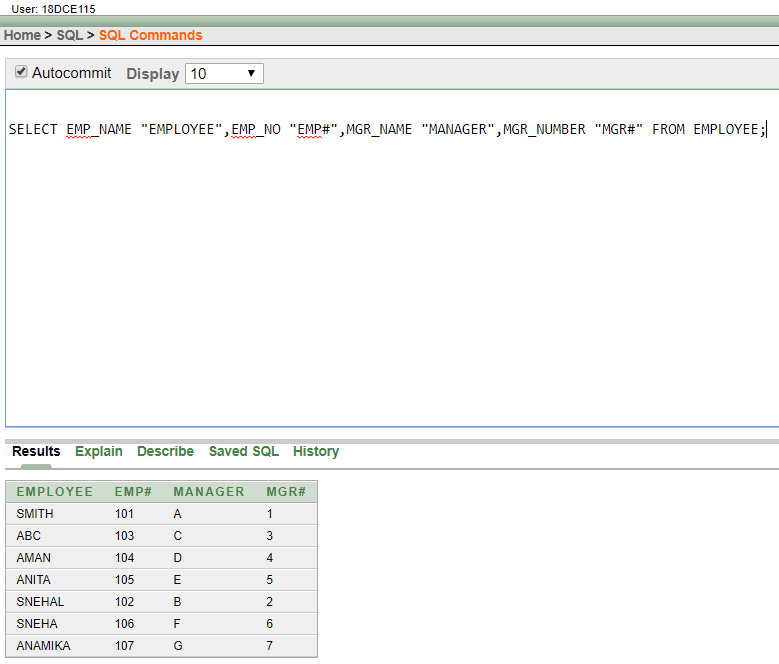 User: 18DCE115
Home > SQL > SQL Commands
Autocommit Display 10
SELECT EMP_NAME "EMPLOYEE",EMP_NO "EMP#",MGR_NAME "MANAGER",MGR_NUMBER "MGR#" FROM EMPLOYEE;
Results Explain Describe Saved SQL History
EMPLOYEE EMP# MANAGER MGR#
SMITH 101 A 1
ABC 103 C 3
AMAN 104 D 4
ANITA 105 E 5
SNEHAL 102 B 2
SNEHA 106 F 6
ANAMIKA 107 G 7